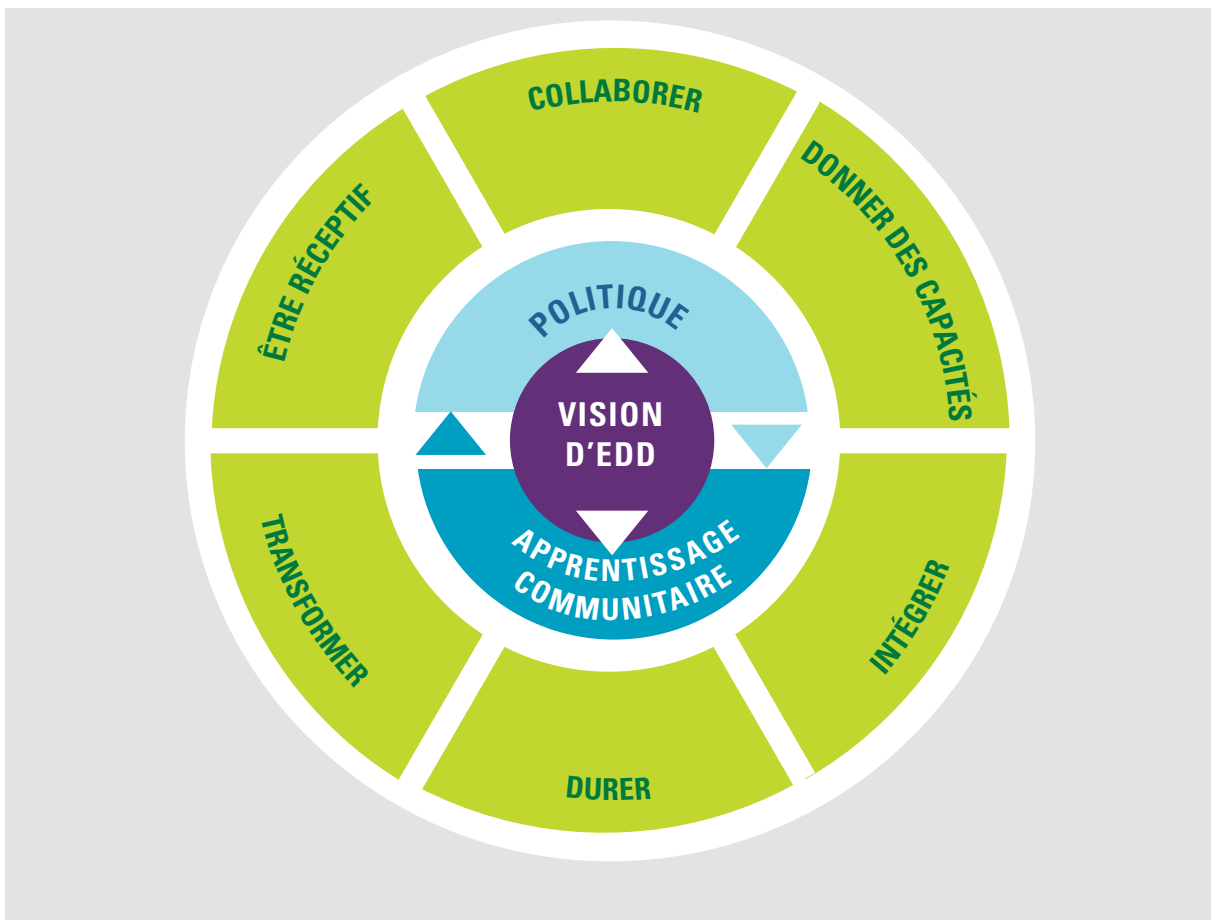 COLLABORER
DONNER DES CAPACITÉS
ÊTRE RÉCEPTIF
POLITIQUE
VISION
D'EDD
APPRENTISSAGE
COMMUNITAIRE
TRANSFORMER
INTÉGRER
DURER